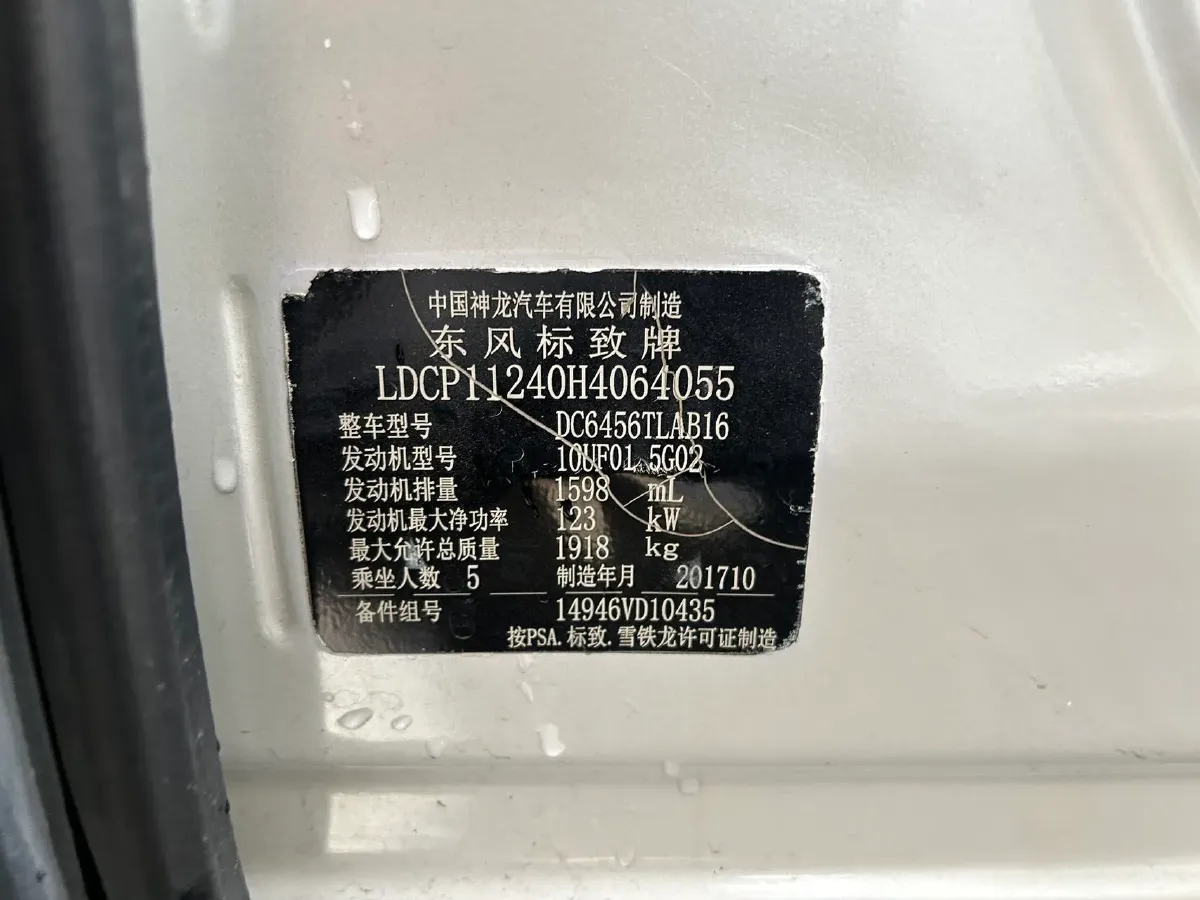 中国神龙汽车有限公司制造
东风标致牌
LDCP11240H4064055
整车型号 DC6456TLAB16
发动机型号 10UF01 5G02
发动机排量 1598 mL
发动机最大净功率 123 kW
最大允许总质量 1918 kg
乘坐人数 5 制造年月 201710
备件组号 14946VD10435
按PSA.标致.雪铁龙许可证制造